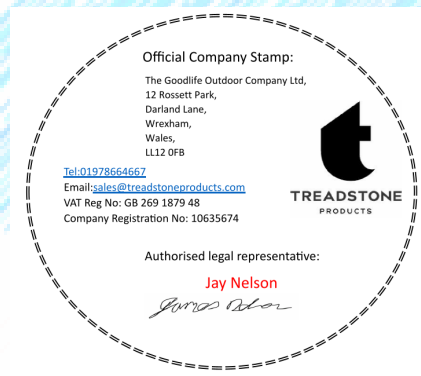 Official Company Stamp:
The Goodlife Outdoor Company Ltd,
12 Rossett Park,
Darland Lane,
Wrexham,
Wales,
LL12 0FB
Tel:01978664667
Email:sales@treadstoneproducts.com
VAT Reg No: GB 269 1879 48
Company Registration No: 10635674
TREADSTONE
PRODUCTS
Authorised legal representative:
Jay Nelson